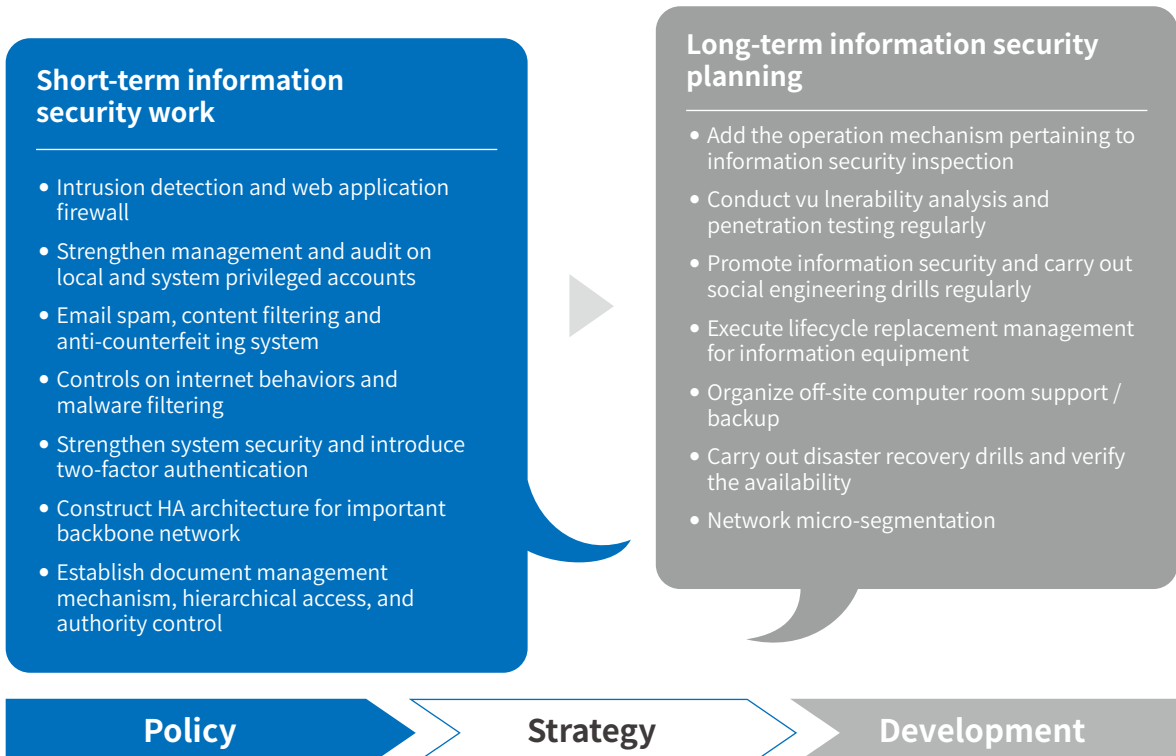 Short-term information
security work
• Intrusion detection and web application
firewall
• Strengthen management and audit on
local and system privileged accounts
• Email spam, content filtering and
anti-counterfeit ing system
• Controls on internet behaviors and
malware filtering
• Strengthen system security and introduce
two-factor authentication
• Construct HA architecture for important
backbone network
• Establish document management
mechanism, hierarchical access, and
authority control
Long-term information security
planning
• Add the operation mechanism pertaining to
information security inspection
• Conduct vu lnerability analysis and
penetration testing regularly
• Promote information security and carry out
social engineering drills regularly
• Execute lifecycle replacement management
for information equipment
• Organize off-site computer room support /
backup
• Carry out disaster recovery drills and verify
the availability
• Network micro-segmentation
Policy
Strategy
Development